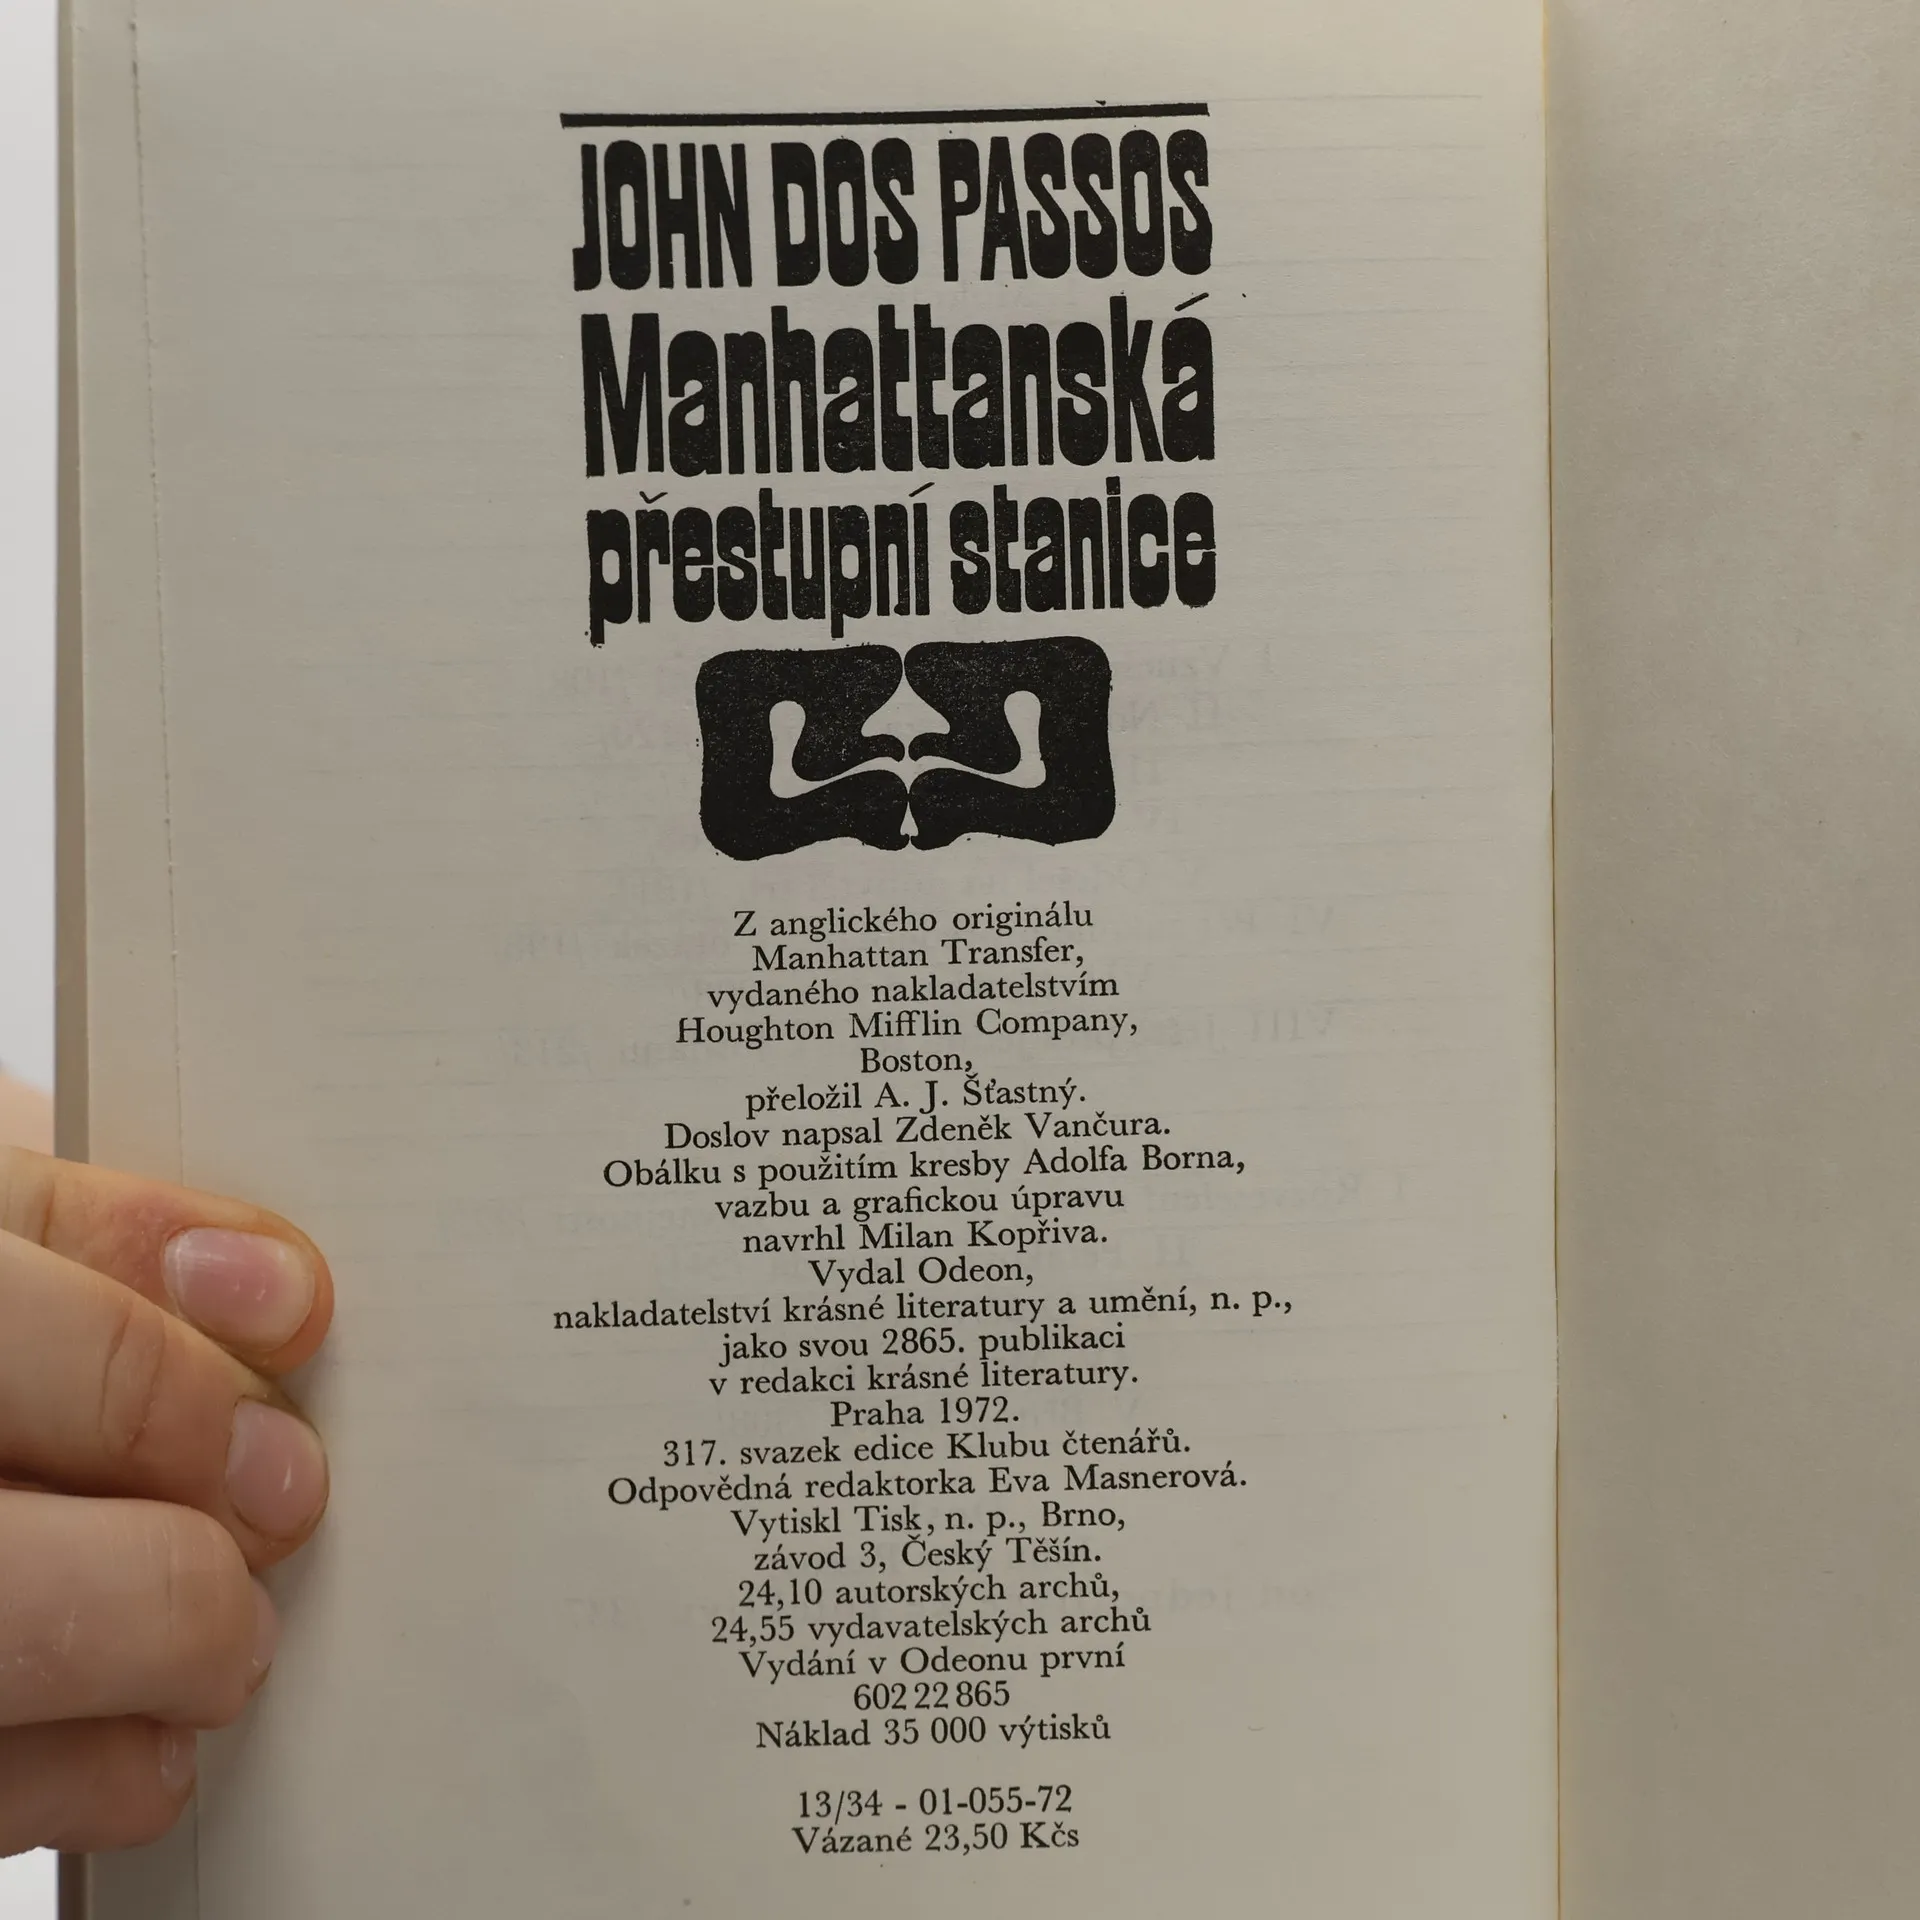 JOHN DOS PASSOS
Manhattanská
přestupní stanice
Z anglického originálu
Manhattan Transfer,
vydaného nakladatelstvím
Houghton Mifflin Company,
Boston,
přeložil A. J. Šťastný.
Doslov napsal Zdeněk Vančura.
Obálku s použitím kresby Adolfa Borna,
vazbu a grafickou úpravu
navrhl Milan Kopřiva.
Vydal Odeon,
nakladatelství krásné literatury a umění, n. p.,
jako svou 2865. publikaci
v redakci krásné literatury.
Praha 1972.
317. svazek edice Klubu čtenářů.
Odpovědná redaktorka Eva Masnerová.
Vytiskl Tisk, n. p., Brno,
závod 3, Český Těšín.
24,10 autorských archů,
24,55 vydavatelských archů
Vydání v Odeonu první
602 22 865
Náklad 35 000 výtisků
13/34 - 01-055-72
Vázané 23,50 Kčs